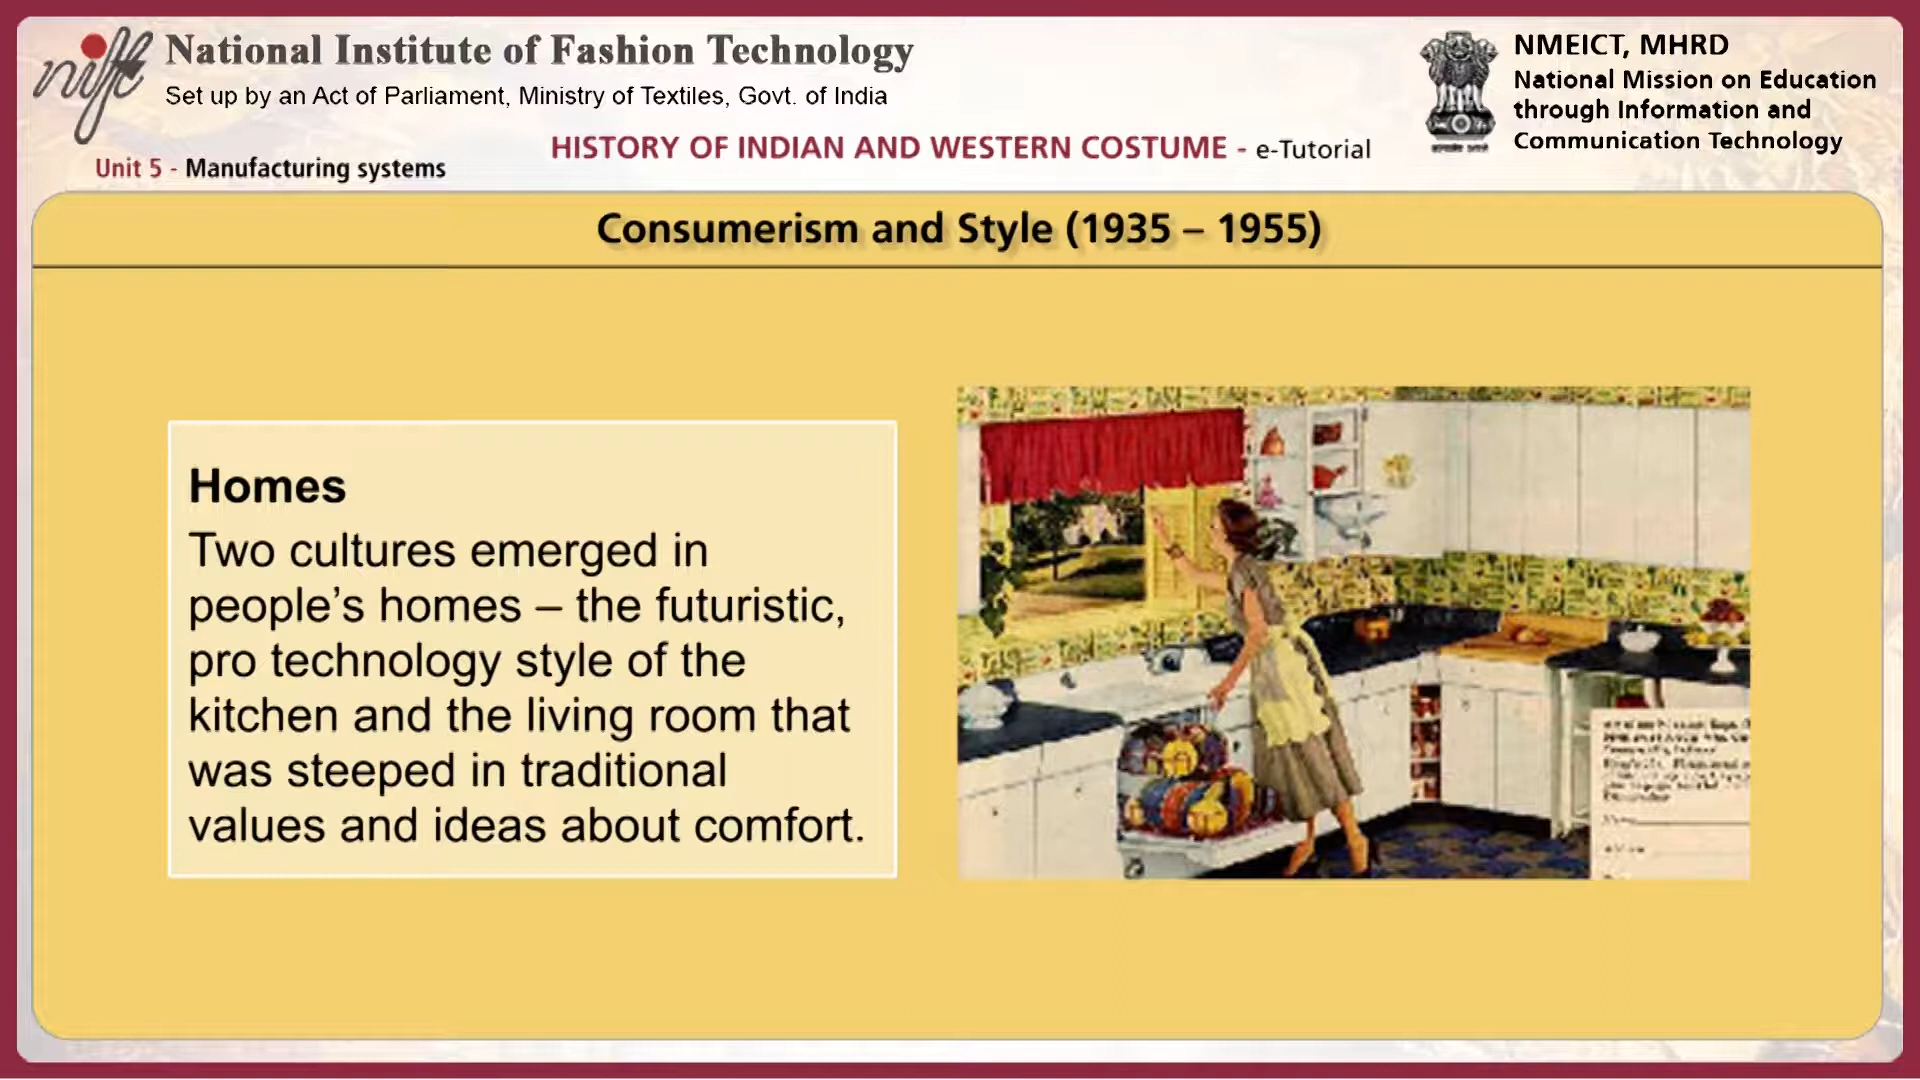 nift
National Institute of Fashion Technology
Set up by an Act of Parliament, Ministry of Textiles, Govt. of India
NMEICT, MHRD
National Mission on Education
through Information and
Communication Technology
HISTORY OF INDIAN AND WESTERN COSTUME - e-Tutorial
Unit 5 - Manufacturing systems
Consumerism and Style (1935 – 1955)
Homes
Two cultures emerged in
people’s homes – the futuristic,
pro technology style of the
kitchen and the living room that
was steeped in traditional
values and ideas about comfort.